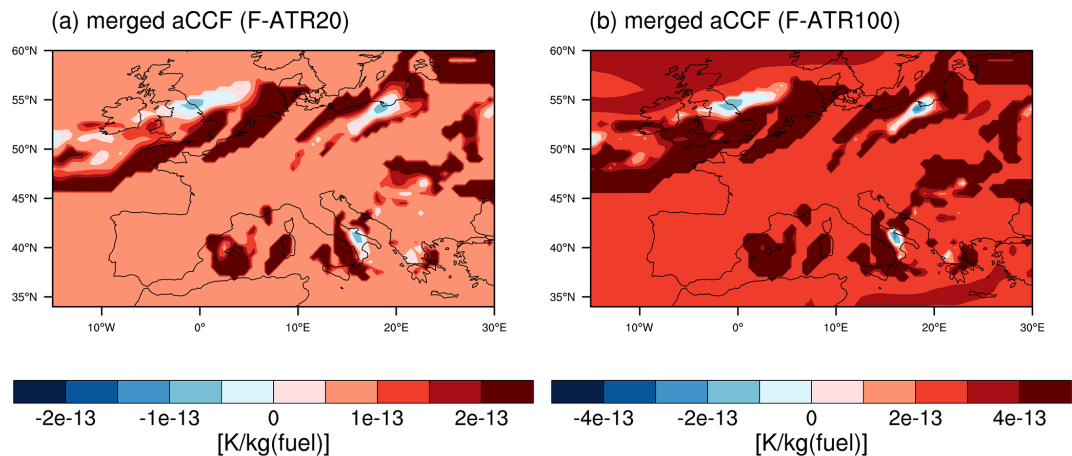 (a) merged aCCF (F-ATR20)
60°N
55°N
50°N
45°N
40°N
35°N
10°W 0° 10°E 20°E 30°E
-2e-13 -1e-13 0 1e-13 2e-13
[K/kg(fuel)]
(b) merged aCCF (F-ATR100)
60°N
55°N
50°N
45°N
40°N
35°N
10°W 0° 10°E 20°E 30°E
-4e-13 -2e-13 0 2e-13 4e-13
[K/kg(fuel)]